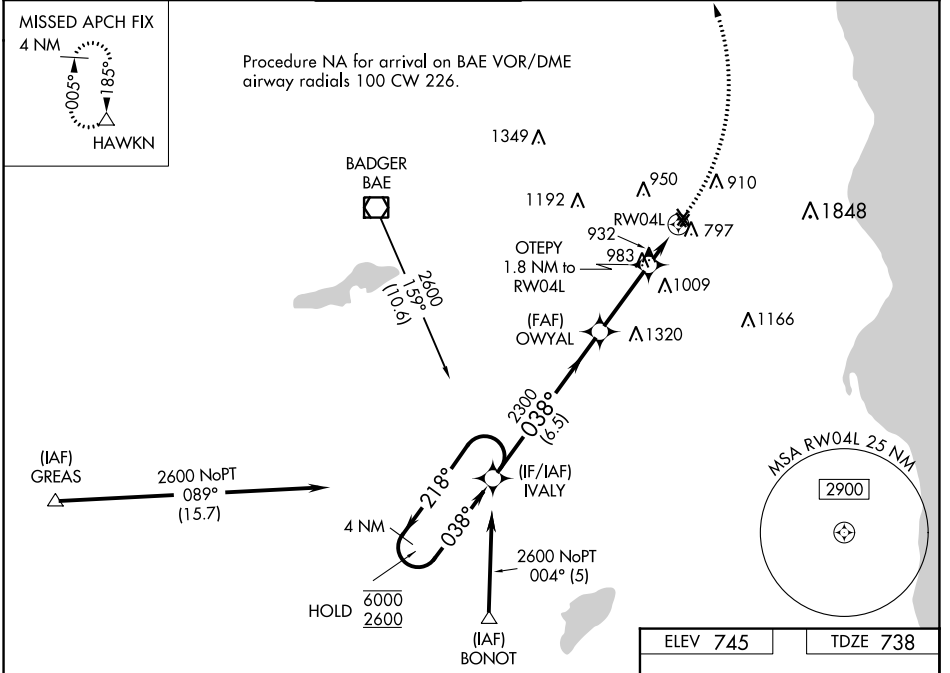 MISSED APCH FIX
4 NM
005°
185°
HAWKN
Procedure NA for arrival on BAE VOR/DME
airway radials 100 CW 226.
1349
BADGER
BAE
1192
950
910
1848
RW04L
797
932
983
OTEPY
1.8 NM to
RW04L
1009
2600
159°
(10.6)
(FAF)
OWYAL
1320
1166
2300
038°
(6.5)
(IAF)
GREAS
2600 NoPT
089°
(15.7)
218°
038°
(IF/IAF)
IVALY
4 NM
MSA RW04L 25 NM
2900
2600 NoPT
004° (5)
HOLD
6000
2600
(IAF)
BONOT
ELEV 745
TDZE 738